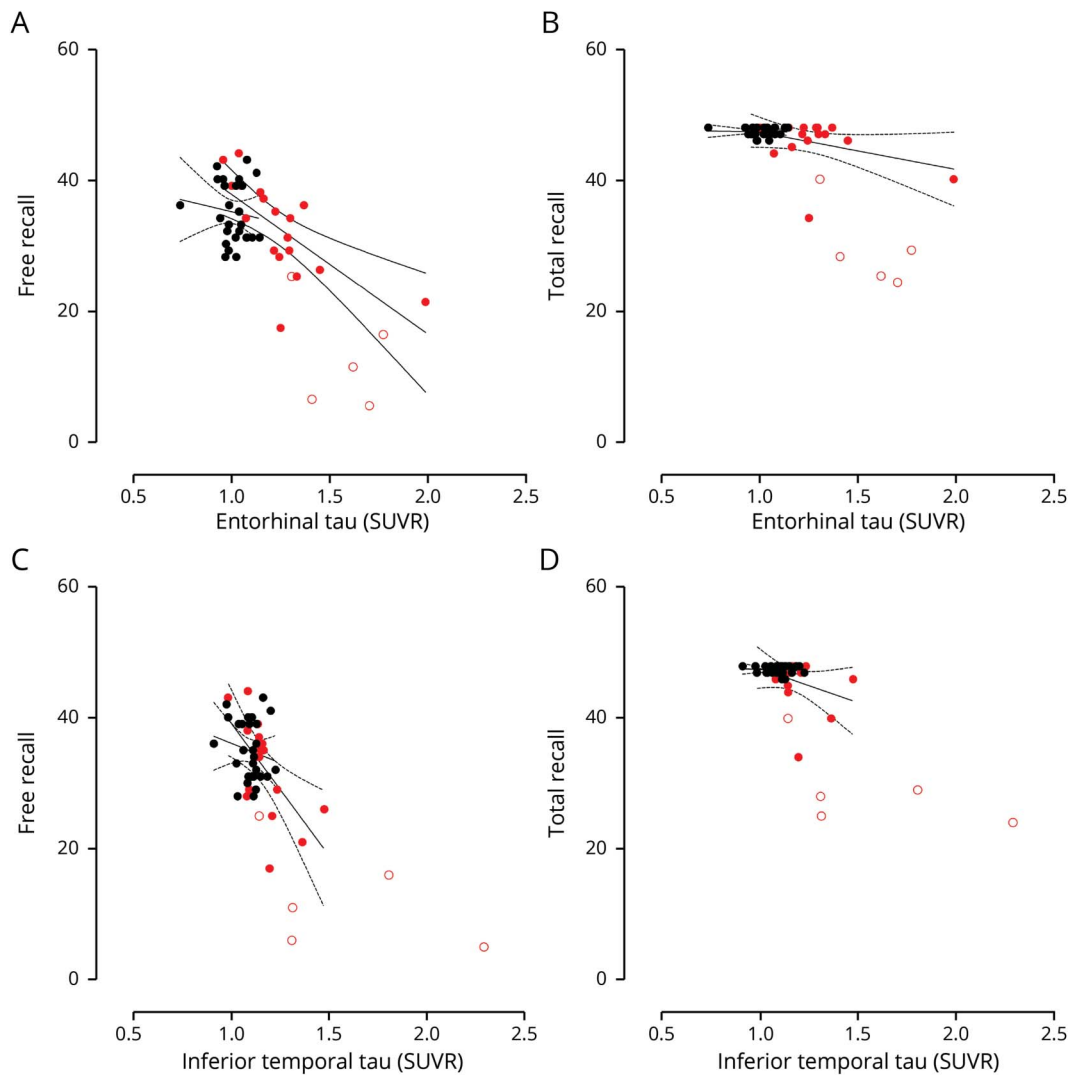 A
60
40
20
0
Free recall
0.5 1.0 1.5 2.0 2.5
Entorhinal tau (SUVR)
B
60
40
20
0
Total recall
0.5 1.0 1.5 2.0 2.5
Entorhinal tau (SUVR)
C
60
40
20
0
Free recall
0.5 1.0 1.5 2.0 2.5
Inferior temporal tau (SUVR)
D
60
40
20
0
Total recall
0.5 1.0 1.5 2.0 2.5
Inferior temporal tau (SUVR)